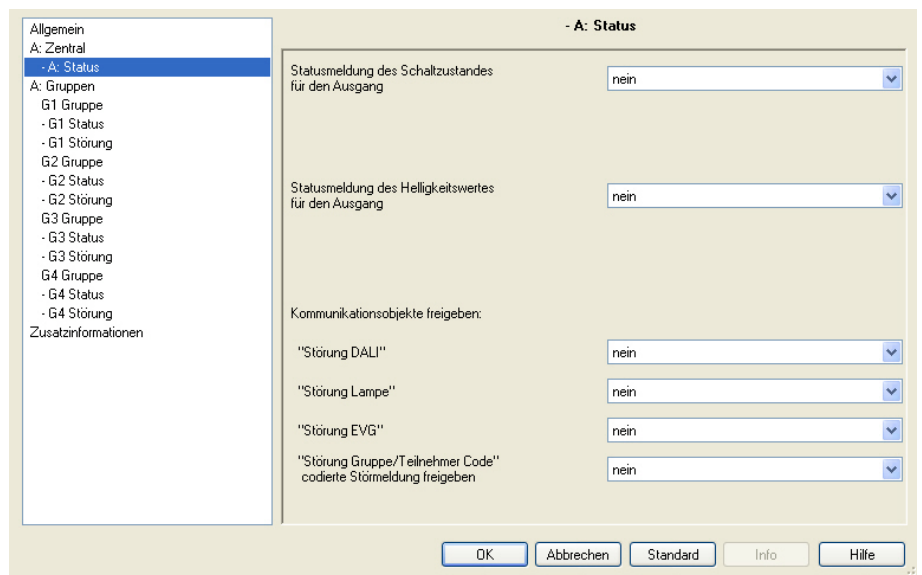 Allgemein
A: Zentral
- A: Status
A: Gruppen
G1 Gruppe
- G1 Status
- G1 Störung
G2 Gruppe
- G2 Status
- G2 Störung
G3 Gruppe
- G3 Status
- G3 Störung
G4 Gruppe
- G4 Status
- G4 Störung
Zusatzinformationen
- A: Status
Statusmeldung des Schaltzustandes
für den Ausgang
nein
Statusmeldung des Helligkeitswertes
für den Ausgang
nein
Kommunikationsobjekte freigeben:
"Störung DALI"
nein
"Störung Lampe"
nein
"Störung EVG"
nein
"Störung Gruppe/Teilnehmer Code"
codierte Störmeldung freigeben
nein
OK
Abbrechen
Standard
Info
Hilfe